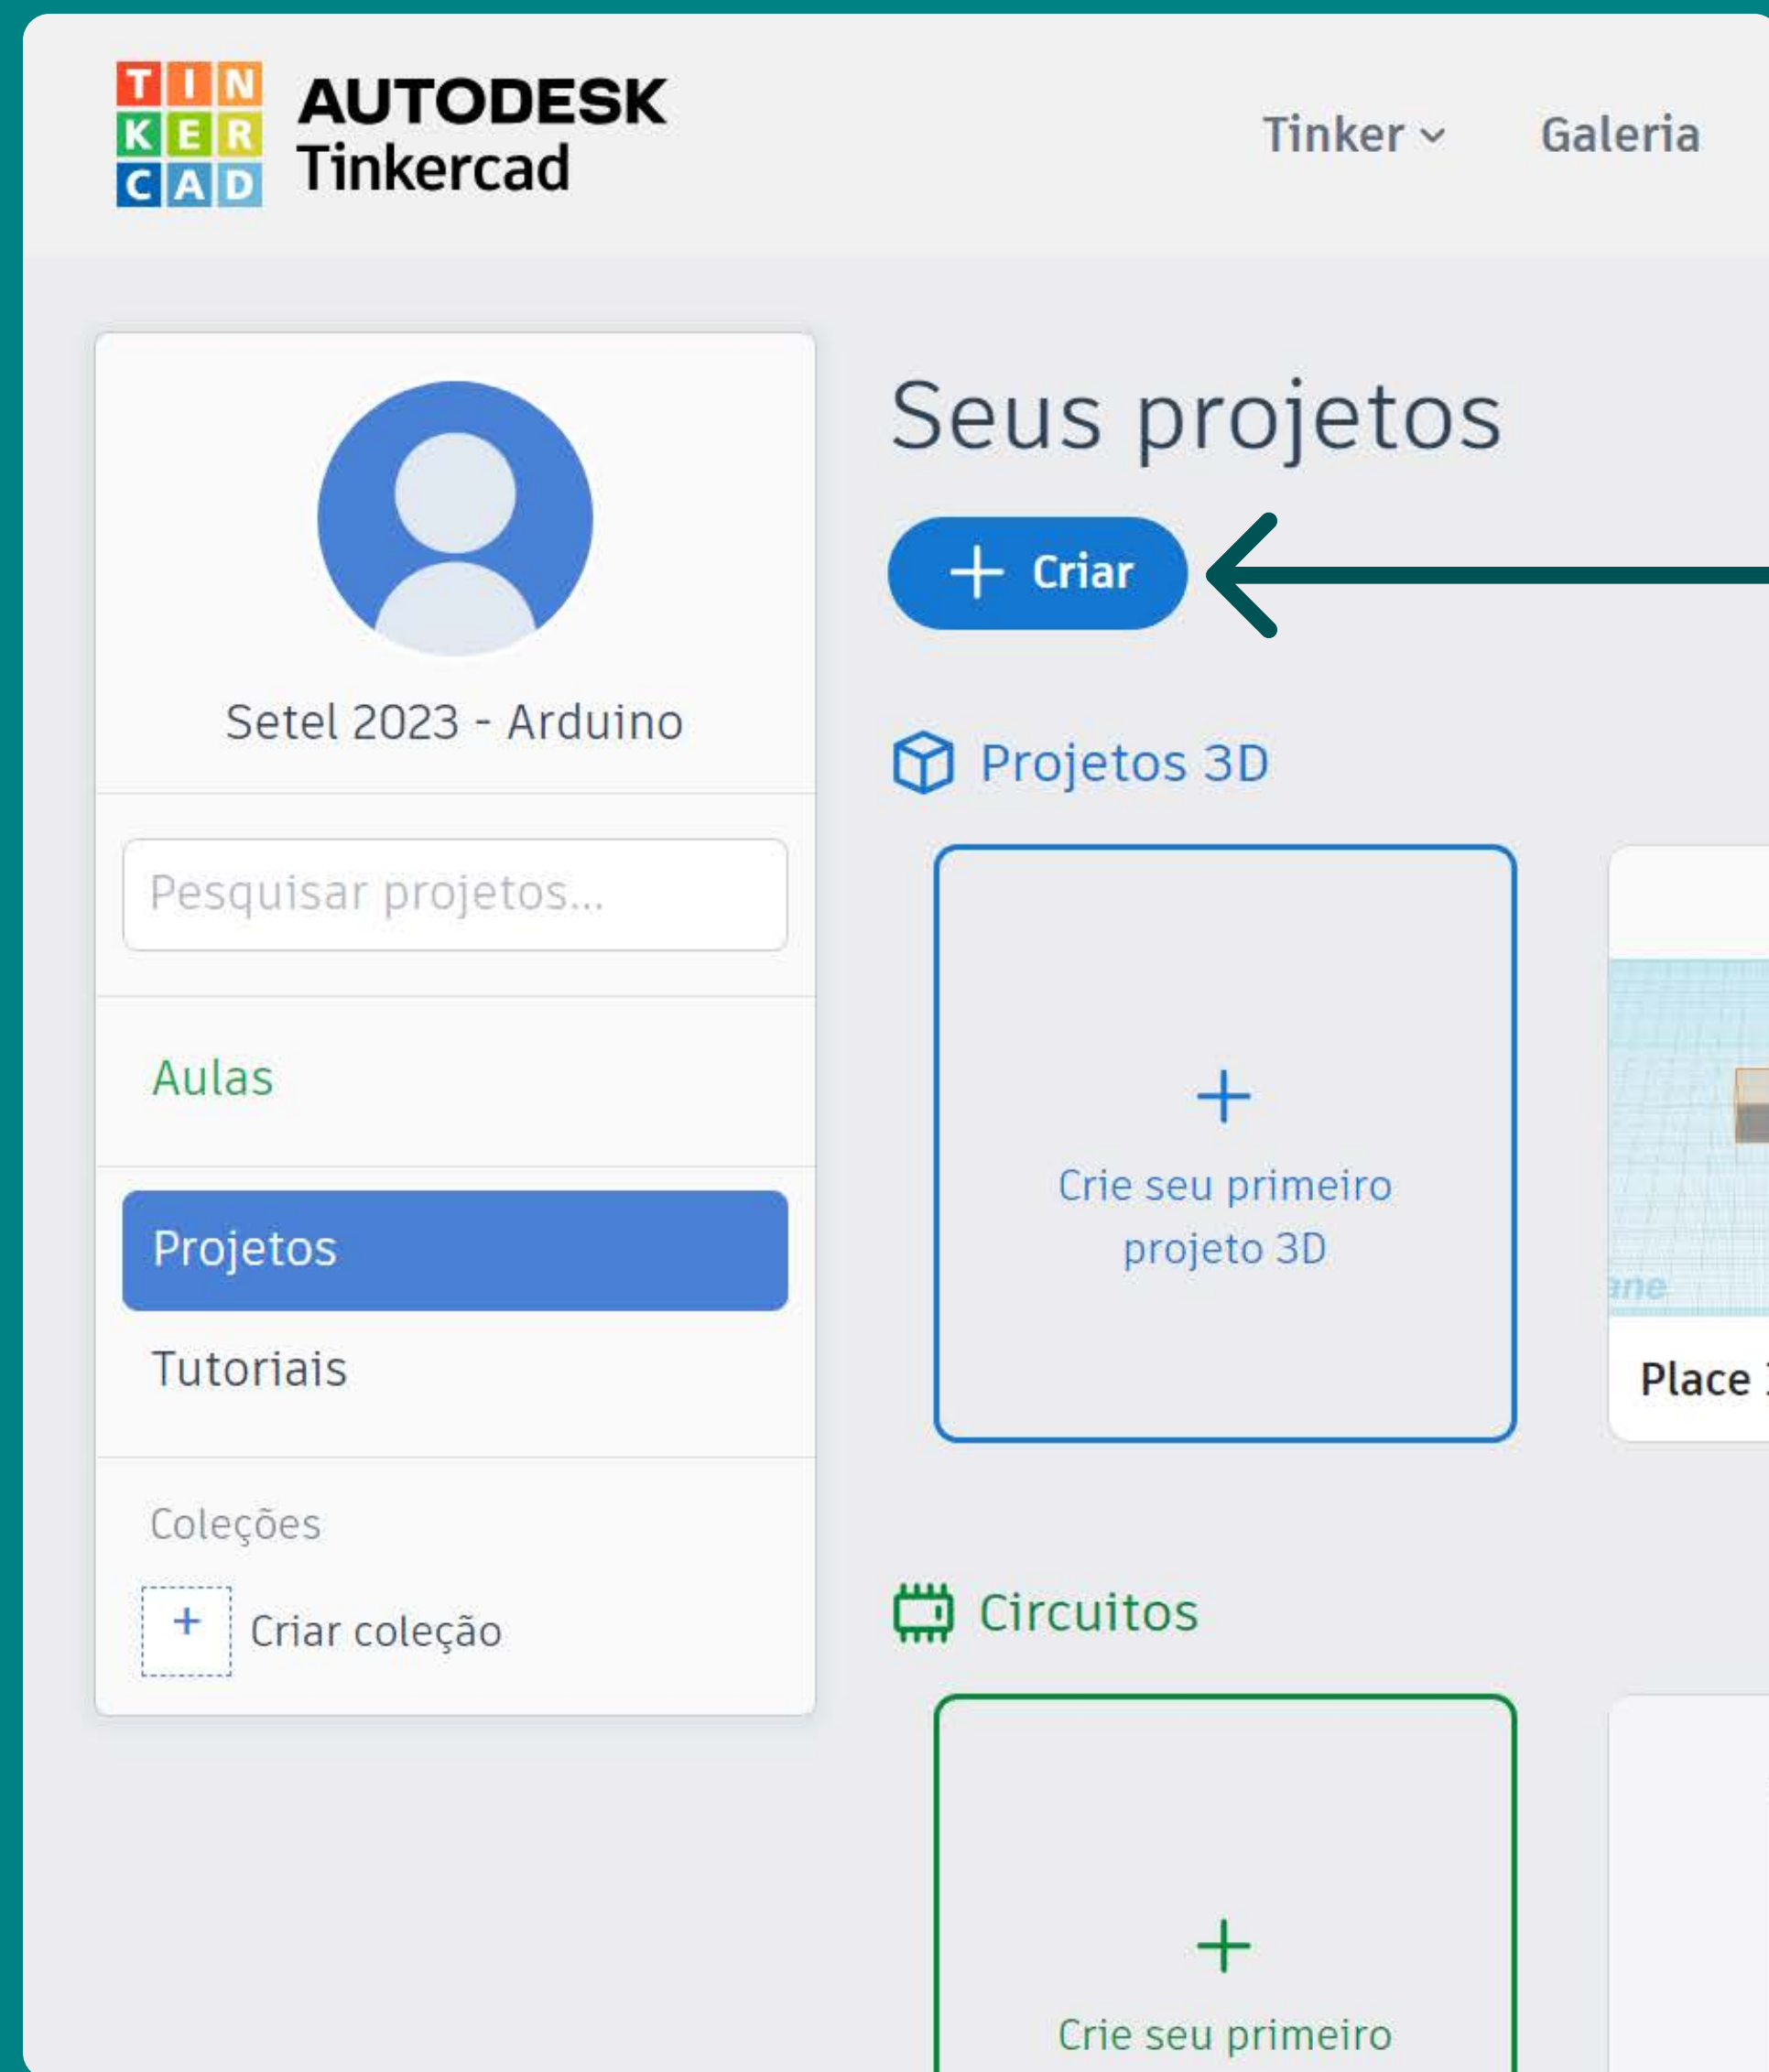 TIN
KER
CAD
AUTODESK
Tinkercad
Tinker
Galeria
Setel 2023 - Arduino
Pesquisar projetos...
Aulas
Projetos
Tutoriais
Coleções
+ Criar coleção
Seus projetos
+ Criar
Projetos 3D
+
Crie seu primeiro
projeto 3D
Place
Circuitos
+
Crie seu primeiro